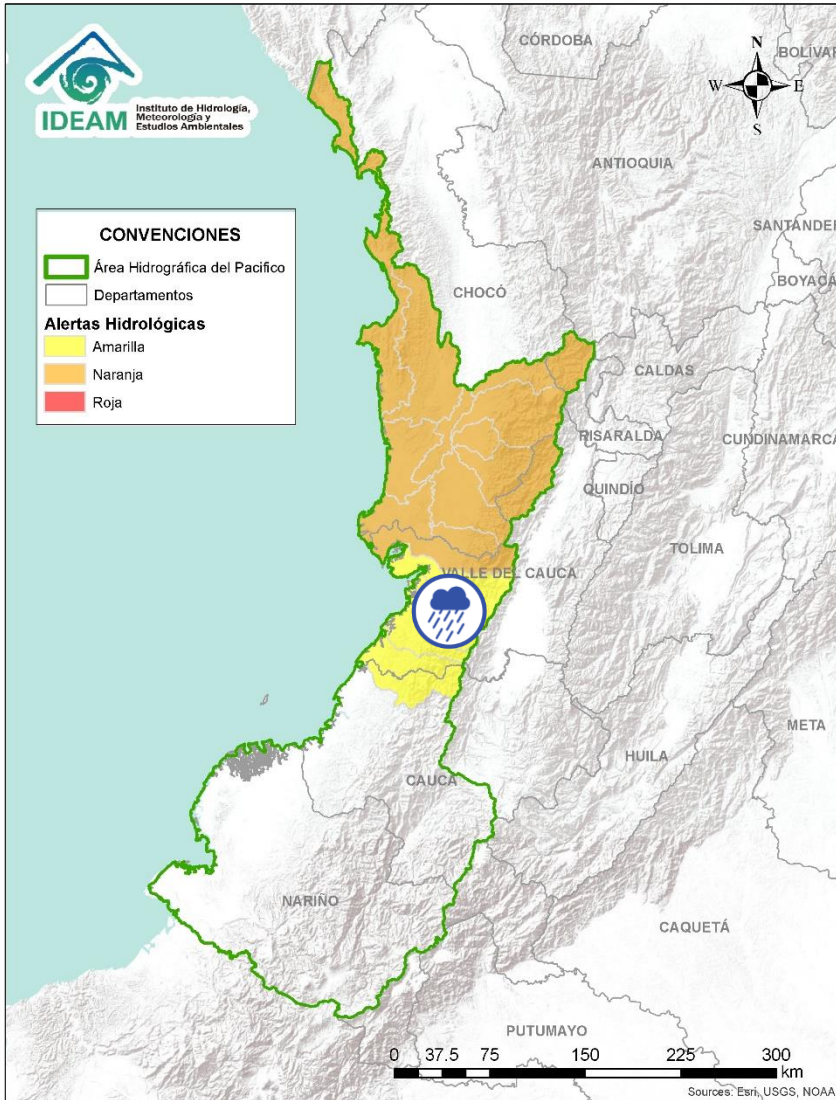 IDEAM
Instituto de Hidrología,
Meteorología y
Estudios Ambientales
CONVENCIONES
Área Hidrográfica del Pacifico
Departamentos
Alertas Hidrológicas
Amarilla
Naranja
Roja
N
W
E
S
CÓRDOBA
BOLÍVAR
ANTIOQUIA
SANTANDER
BOYACÁ
CHOCÓ
CALDAS
RISARALDA
CUNDINAMARCA
QUINDÍO
TOLIMA
VALLE DEL CAUCA
META
HUILA
CAUCA
NARIÑO
CAQUETÁ
PUTUMAYO
0 37.5 75 150 225 300
km
Sources: Esri, USGS, NOAA